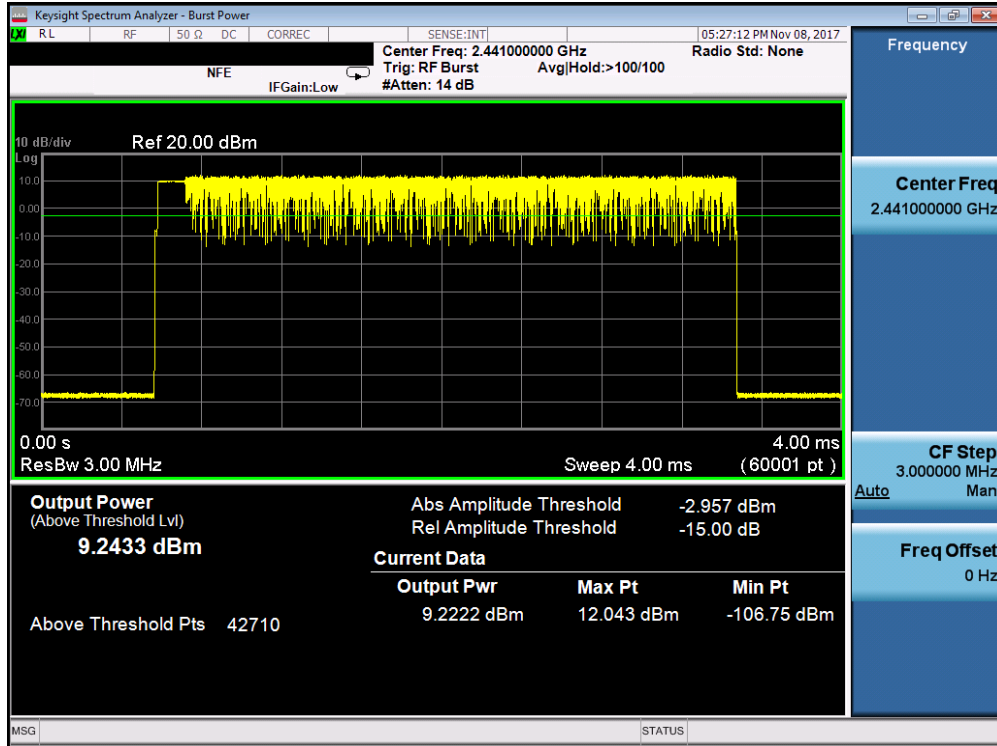 Keysight Spectrum Analyzer - Burst Power
LXI RL RF 50 Ω DC CORREC SENSE:INT 05:27:12 PM Nov 08, 2017
Center Freq: 2.441000000 GHz Radio Std: None
NFE Trig: RF Burst Avg|Hold:>100/100
IFGain:Low #Atten: 14 dB
10 dB/div Ref 20.00 dBm
Log
10.0
0.00
-10.0
-20.0
-30.0
-40.0
-50.0
-60.0
-70.0
0.00 s 4.00 ms
ResBw 3.00 MHz Sweep 4.00 ms (60001 pt)
Output Power
(Above Threshold Lvl)
9.2433 dBm
Above Threshold Pts 42710
Abs Amplitude Threshold -2.957 dBm
Rel Amplitude Threshold -15.00 dB
Current Data
Output Pwr Max Pt Min Pt
9.2222 dBm 12.043 dBm -106.75 dBm
Frequency
Center Freq
2.441000000 GHz
CF Step
3.000000 MHz
Auto Man
Freq Offset
0 Hz
MSG STATUS